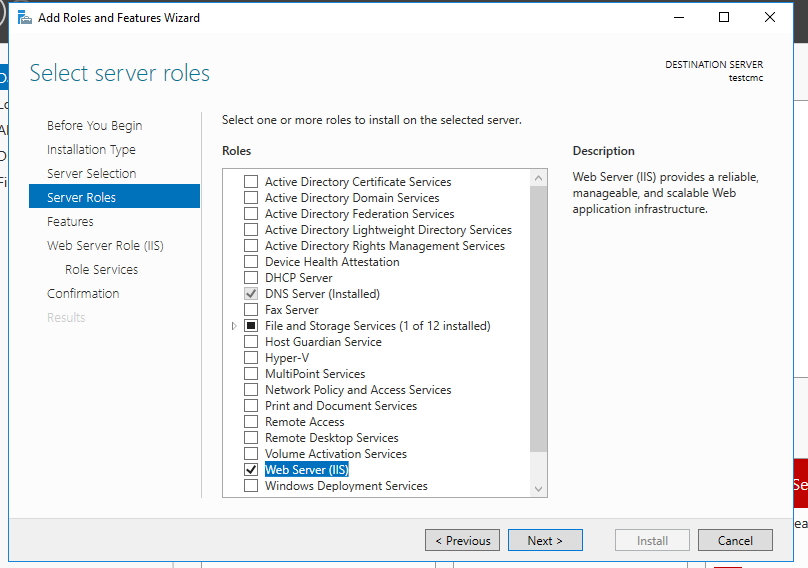 Add Roles and Features Wizard
Select server roles
DESTINATION SERVER
testcmc
Before You Begin
Installation Type
Server Selection
Server Roles
Features
Web Server Role (IIS)
Role Services
Confirmation
Results
Select one or more roles to install on the selected server.
Roles
Active Directory Certificate Services
Active Directory Domain Services
Active Directory Federation Services
Active Directory Lightweight Directory Services
Active Directory Rights Management Services
Device Health Attestation
DHCP Server
DNS Server (Installed)
Fax Server
File and Storage Services (1 of 12 installed)
Host Guardian Service
Hyper-V
MultiPoint Services
Network Policy and Access Services
Print and Document Services
Remote Access
Remote Desktop Services
Volume Activation Services
Web Server (IIS)
Windows Deployment Services
Description
Web Server (IIS) provides a reliable,
manageable, and scalable Web
application infrastructure.
< Previous
Next >
Install
Cancel